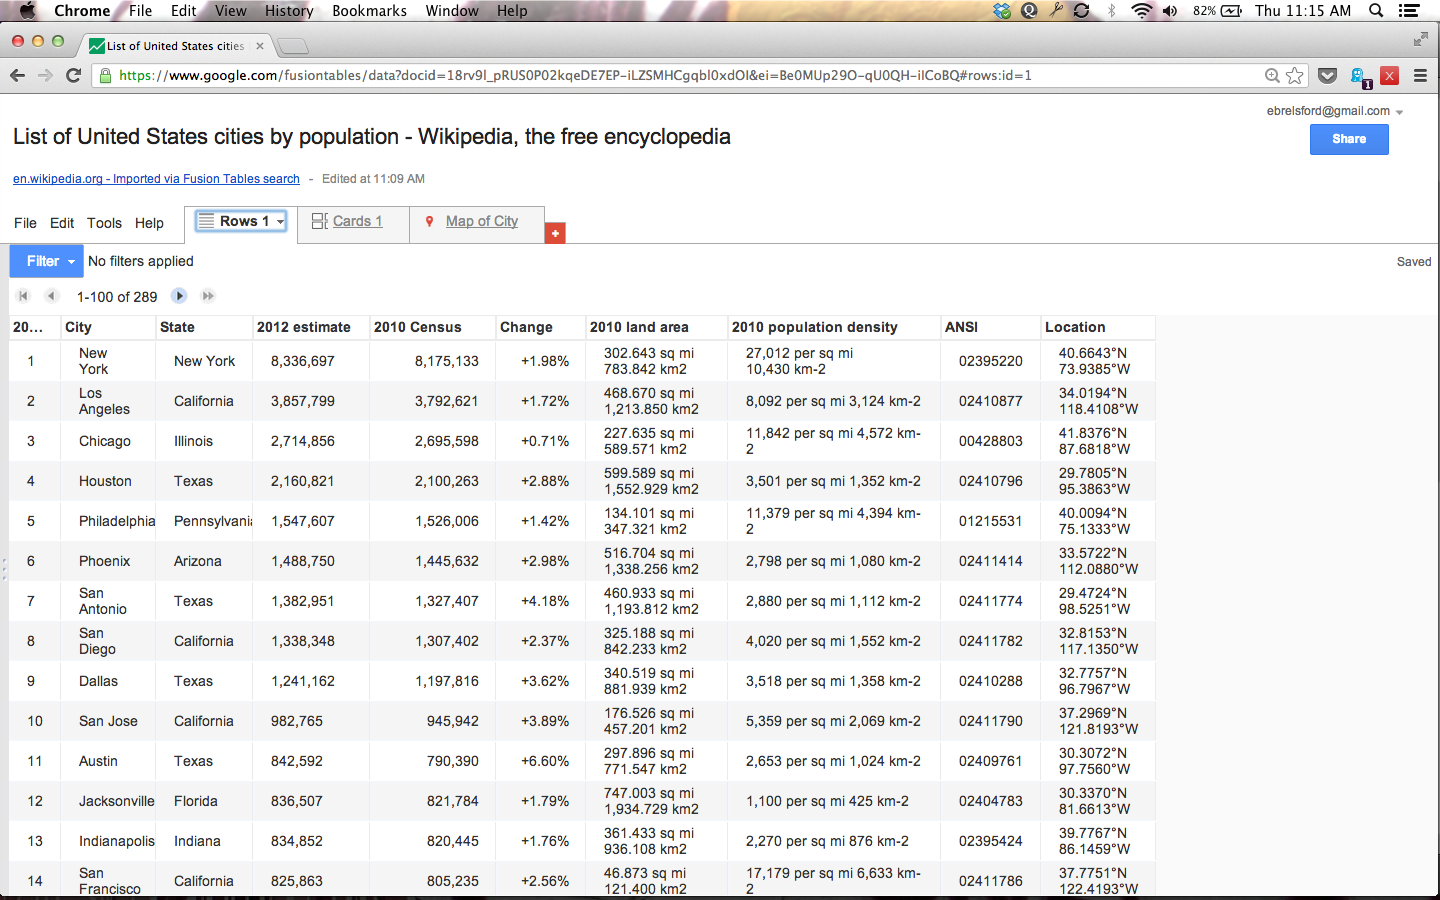 Chrome File Edit View History Bookmarks Window Help 82% Thu 11:15 AM
List of United States cities
https://www.google.com/fusiontables/data?docid=18rv9l_pRUS0P02kqeDE7EP-iLZSMHCgqbl0xdOI&ei=Be0MUp29O-qU0QH-ilCoBQ#rows:id=1 1
ebrelsford@gmail.com
List of United States cities by population - Wikipedia, the free encyclopedia
Share
en.wikipedia.org - Imported via Fusion Tables search - Edited at 11:09 AM
File Edit Tools Help Rows 1 Cards 1 Map of City +
Filter No filters applied Saved
1-100 of 289
20... City State 2012 estimate 2010 Census Change 2010 land area 2010 population density ANSI Location
1 New York New York 8,336,697 8,175,133 +1.98% 302.643 sq mi 783.842 km2 27,012 per sq mi 10,430 km-2 02395220 40.6643°N 73.9385°W
2 Los Angeles California 3,857,799 3,792,621 +1.72% 468.670 sq mi 1,213.850 km2 8,092 per sq mi 3,124 km-2 02410877 34.0194°N 118.4108°W
3 Chicago Illinois 2,714,856 2,695,598 +0.71% 227.635 sq mi 589.571 km2 11,842 per sq mi 4,572 km-2 00428803 41.8376°N 87.6818°W
4 Houston Texas 2,160,821 2,100,263 +2.88% 599.589 sq mi 1,552.929 km2 3,501 per sq mi 1,352 km-2 02410796 29.7805°N 95.3863°W
5 Philadelphia Pennsylvani 1,547,607 1,526,006 +1.42% 134.101 sq mi 347.321 km2 11,379 per sq mi 4,394 km-2 01215531 40.0094°N 75.1333°W
6 Phoenix Arizona 1,488,750 1,445,632 +2.98% 516.704 sq mi 1,338.256 km2 2,798 per sq mi 1,080 km-2 02411414 33.5722°N 112.0880°W
7 San Antonio Texas 1,382,951 1,327,407 +4.18% 460.933 sq mi 1,193.812 km2 2,880 per sq mi 1,112 km-2 02411774 29.4724°N 98.5251°W
8 San Diego California 1,338,348 1,307,402 +2.37% 325.188 sq mi 842.233 km2 4,020 per sq mi 1,552 km-2 02411782 32.8153°N 117.1350°W
9 Dallas Texas 1,241,162 1,197,816 +3.62% 340.519 sq mi 881.939 km2 3,518 per sq mi 1,358 km-2 02410288 32.7757°N 96.7967°W
10 San Jose California 982,765 945,942 +3.89% 176.526 sq mi 457.201 km2 5,359 per sq mi 2,069 km-2 02411790 37.2969°N 121.8193°W
11 Austin Texas 842,592 790,390 +6.60% 297.896 sq mi 771.547 km2 2,653 per sq mi 1,024 km-2 02409761 30.3072°N 97.7560°W
12 Jacksonville Florida 836,507 821,784 +1.79% 747.003 sq mi 1,934.729 km2 1,100 per sq mi 425 km-2 02404783 30.3370°N 81.6613°W
13 Indianapolis Indiana 834,852 820,445 +1.76% 361.433 sq mi 936.108 km2 2,270 per sq mi 876 km-2 02395424 39.7767°N 86.1459°W
14 San Francisco California 825,863 805,235 +2.56% 46.873 sq mi 121.400 km2 17,179 per sq mi 6,633 km-2 02411786 37.7751°N 122.4193°W